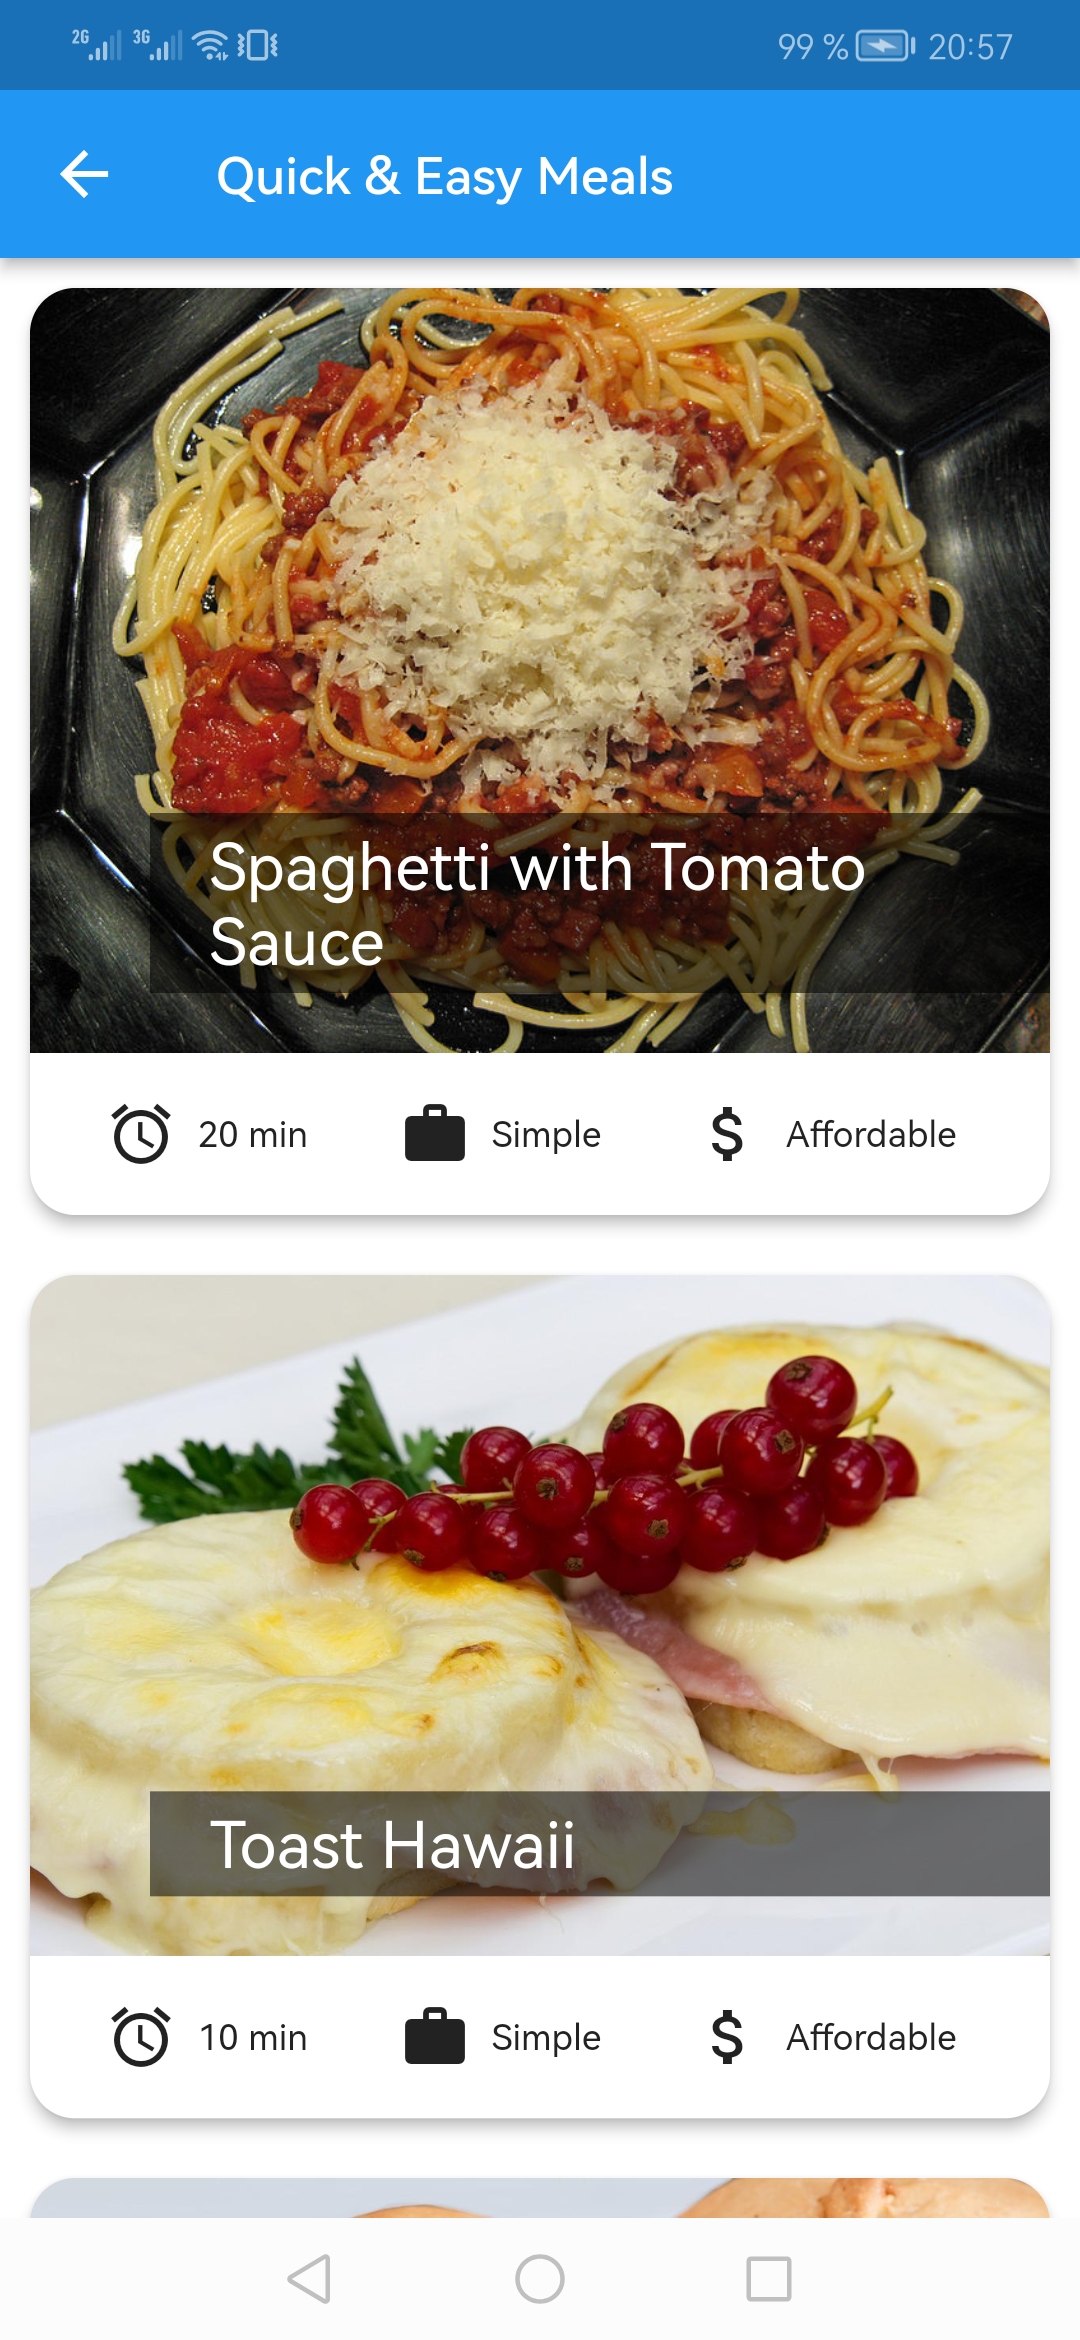 2G 3G 99 % 20:57
Quick & Easy Meals
Spaghetti with Tomato
Sauce
20 min Simple Affordable
Toast Hawaii
10 min Simple Affordable